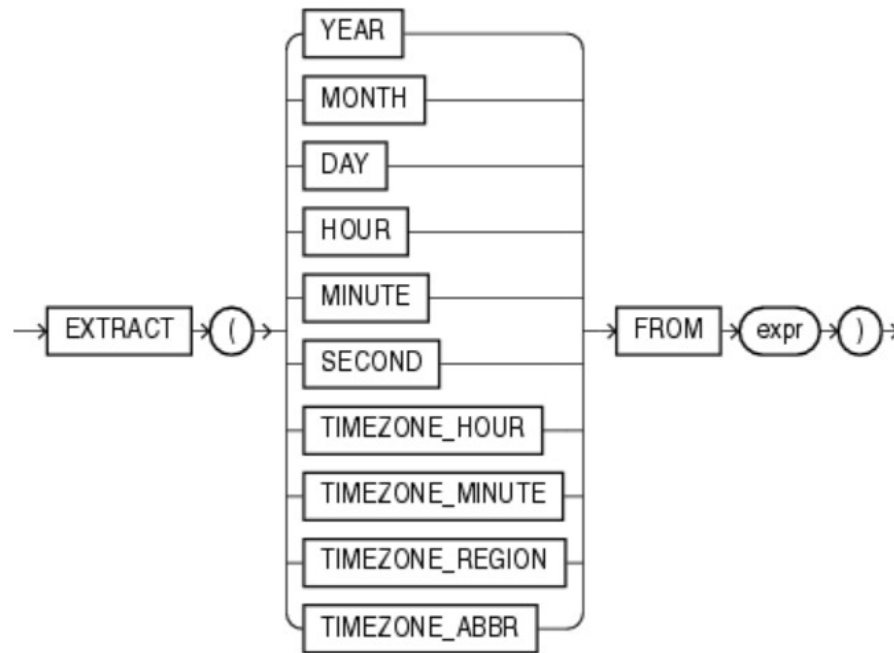 YEAR
MONTH
DAY
HOUR
MINUTE
EXTRACT ( FROM expr )
SECOND
TIMEZONE_HOUR
TIMEZONE_MINUTE
TIMEZONE_REGION
TIMEZONE_ABBR